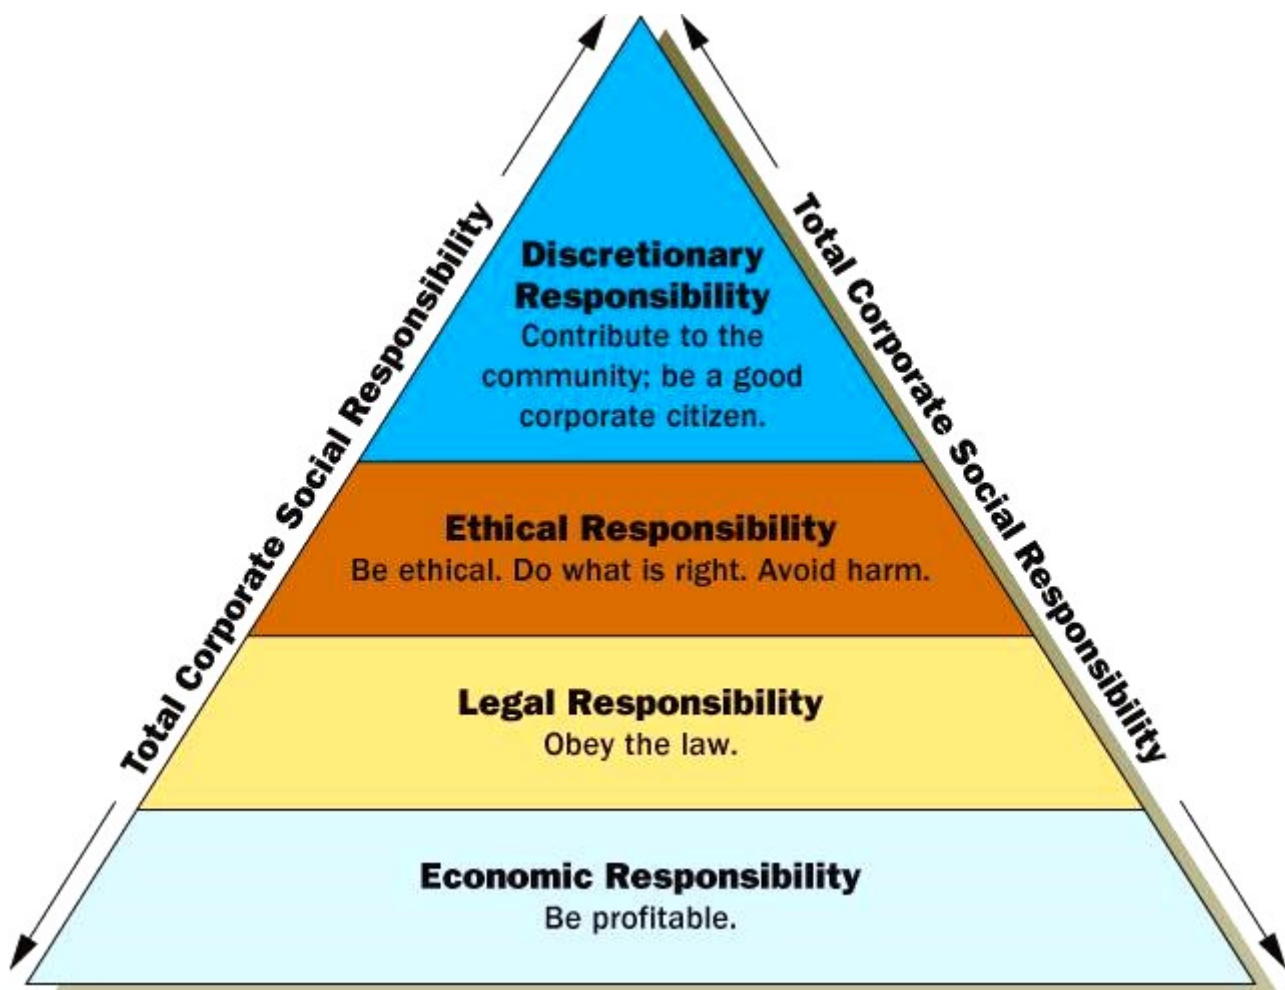 Total Corporate Social Responsibility
Total Corporate Social Responsibility
Discretionary
Responsibility
Contribute to the
community; be a good
corporate citizen.
Ethical Responsibility
Be ethical. Do what is right. Avoid harm.
Legal Responsibility
Obey the law.
Economic Responsibility
Be profitable.